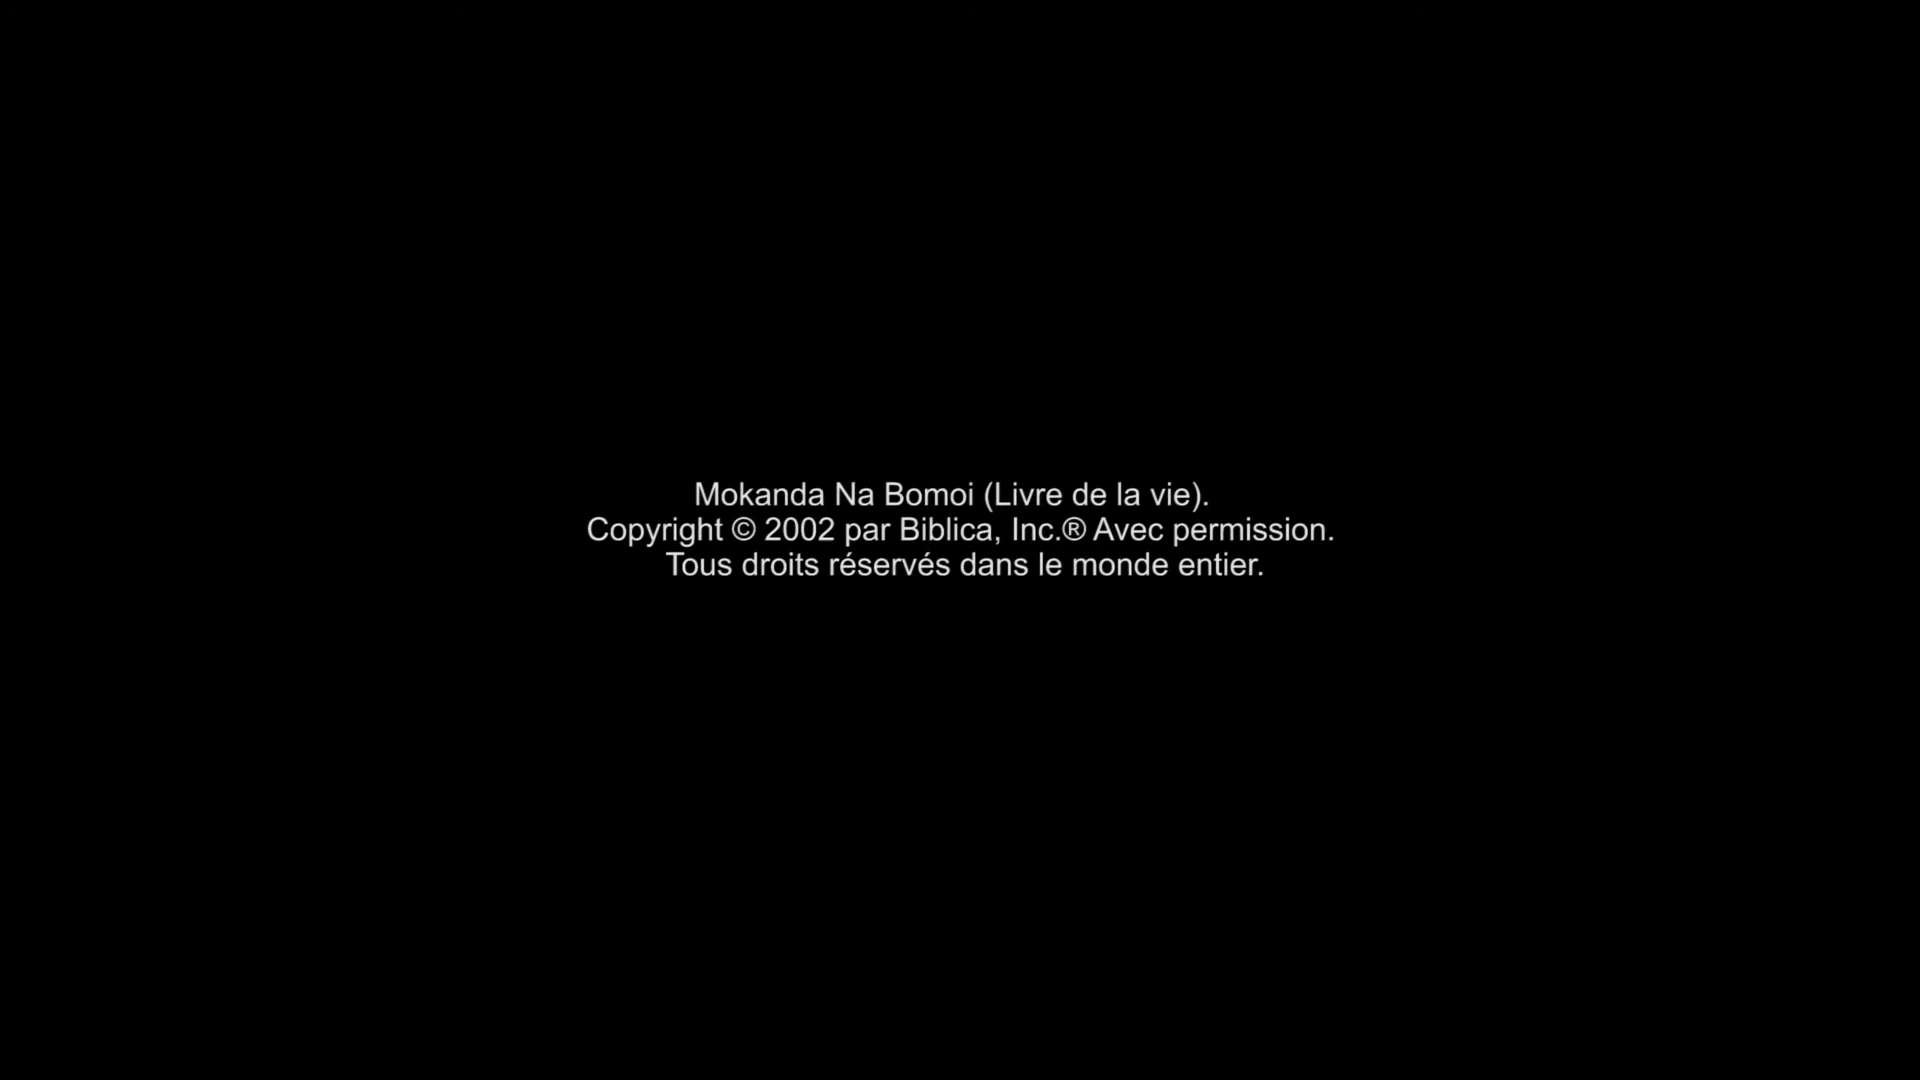 Mokanda Na Bomoi (Livre de la vie).
Copyright © 2002 par Biblica, Inc.® Avec permission.
Tous droits réservés dans le monde entier.